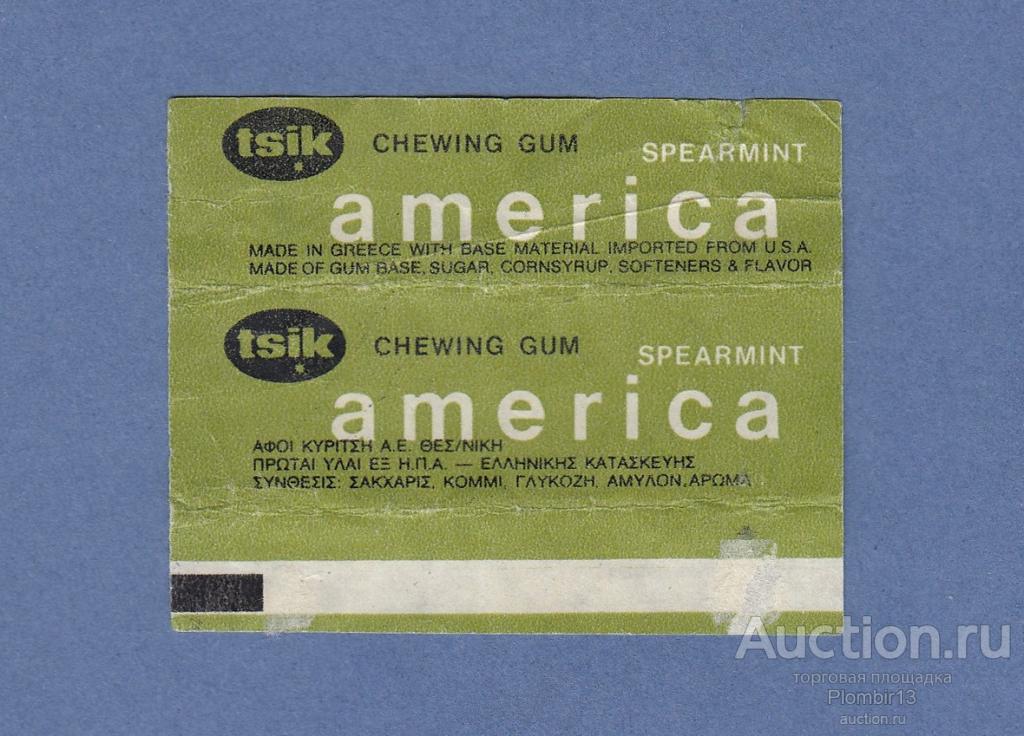 tsik CHEWING GUM SPEARMINT
america
MADE IN GREECE WITH BASE MATERIAL IMPORTED FROM U.S.A.
MADE OF GUM BASE, SUGAR, CORNSYRUP, SOFTENERS & FLAVOR
tsik CHEWING GUM SPEARMINT
america
ΑΦΟΙ ΚΥΡΙΤΣΗ Α.Ε. ΘΕΣ/ΝΙΚΗ
ΠΡΩΤΑΙ ΥΛΑΙ ΕΞ Η.Π.Α. — ΕΛΛΗΝΙΚΗΣ ΚΑΤΑΣΚΕΥΗΣ
ΣΥΝΘΕΣΙΣ: ΣΑΚΧΑΡΙΣ, ΚΟΜΜΙ, ΓΛΥΚΟΖΗ, ΑΜΥΛΟΝ, ΑΡΩΜΑ
Auction.ru
торговая площадка
Plombir13
auction.ru